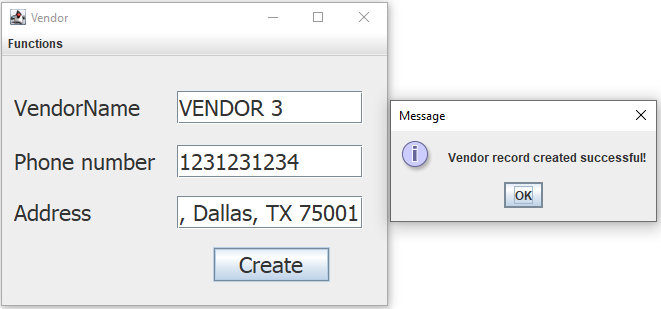 Vendor
Functions
VendorName VENDOR 3
Phone number 1231231234
Address , Dallas, TX 75001
Create
Message
Vendor record created successful!
OK